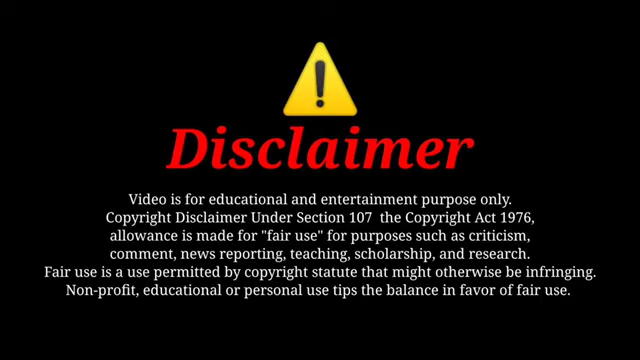 Disclaimer
Video is for educational and entertainment purpose only.
Copyright Disclaimer Under Section 107 the Copyright Act 1976,
allowance is made for "fair use" for purposes such as criticism,
comment, news reporting, teaching, scholarship, and research.
Fair use is a use permitted by copyright statute that might otherwise be infringing.
Non-profit, educational or personal use tips the balance in favor of fair use.